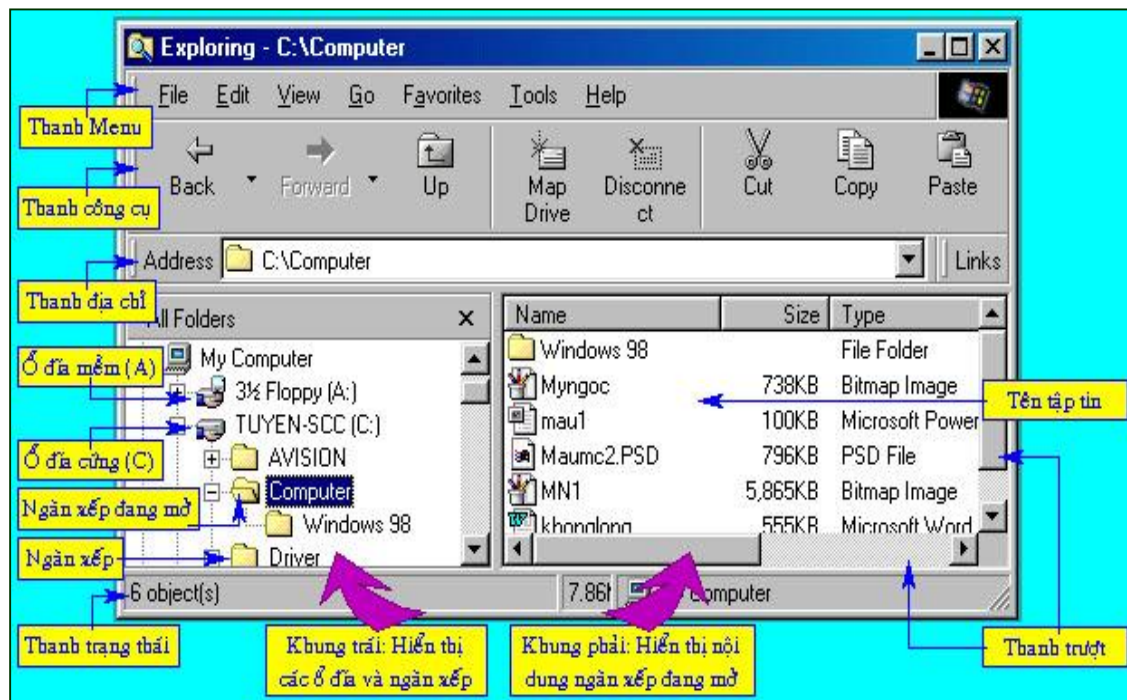 Exploring - C:\Computer
File Edit View Go Favorites Tools Help
Thanh Menu
Back Forward Up Map Drive Disconne ct Cut Copy Paste
Thanh công cụ
Address C:\Computer Links
Thanh địa chỉ
All Folders
Name Size Type
My Computer
Windows 98 File Folder
Ổ đĩa mềm (A)
3½ Floppy (A:)
Myngoc 738KB Bitmap Image
Tên tập tin
TUYEN-SCC (C:)
mau1 100KB Microsoft Power
Ổ đĩa cứng (C)
AVISION
Maumc2.PSD 796KB PSD File
Ngăn xếp đang mở
Computer
MN1 5,865KB Bitmap Image
Windows 98
khonglong 555KB Microsoft Word
Ngăn xếp
Driver
6 object(s) 7.86
Thanh trạng thái
Khung trái: Hiển thị
các ổ đĩa và ngăn xếp
Khung phải: Hiển thị nội
dung ngăn xếp đang mở
Thanh trượt